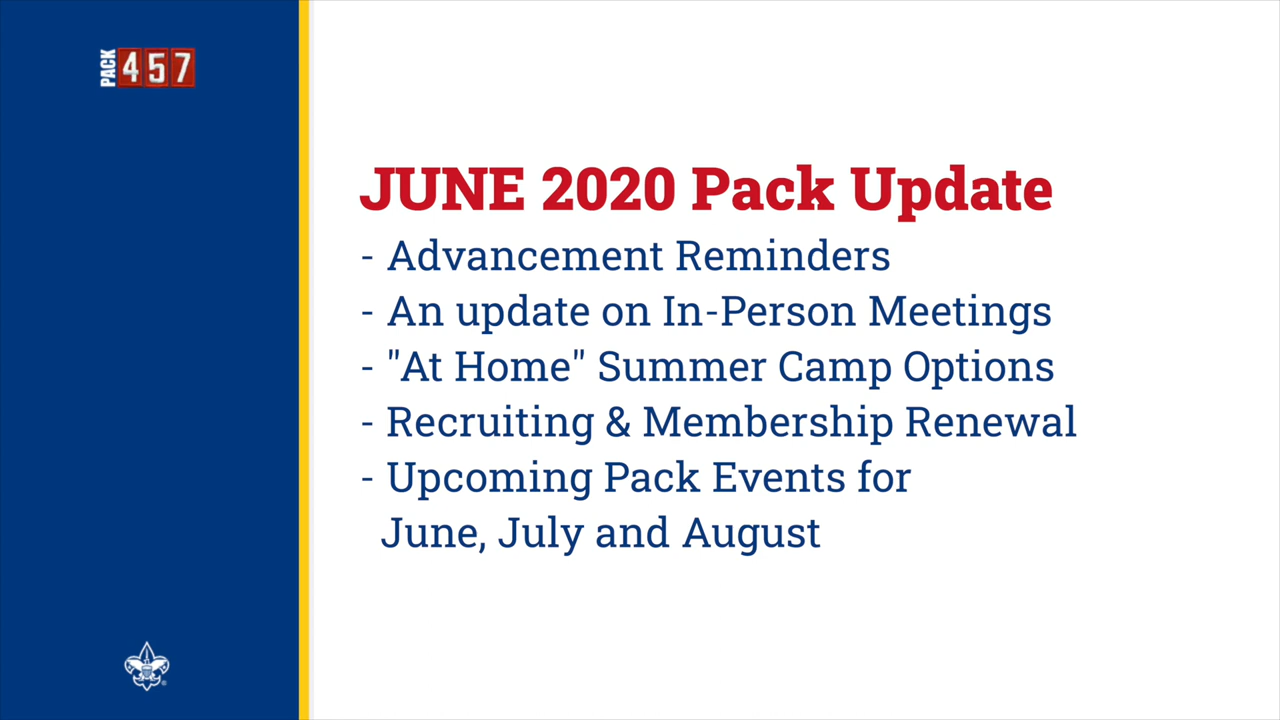 PACK 457
JUNE 2020 Pack Update
- Advancement Reminders
- An update on In-Person Meetings
- "At Home" Summer Camp Options
- Recruiting & Membership Renewal
- Upcoming Pack Events for
June, July and August
®